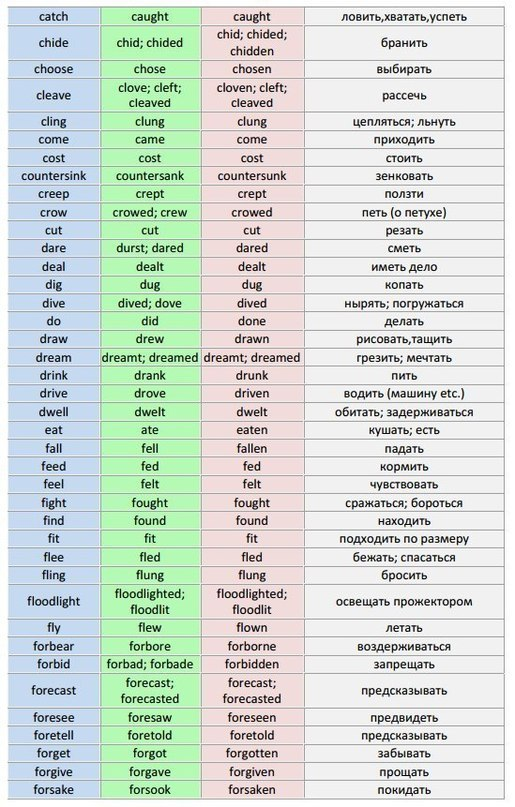 catch caught caught ловить,хватать,успеть
chide chid; chided chid; chided; chidden бранить
choose chose chosen выбирать
cleave clove; cleft; cleaved cloven; cleft; cleaved рассечь
cling clung clung цепляться; льнуть
come came come приходить
cost cost cost стоить
countersink countersank countersunk зенковать
creep crept crept ползти
crow crowed; crew crowed петь (о петухе)
cut cut cut резать
dare durst; dared dared сметь
deal dealt dealt иметь дело
dig dug dug копать
dive dived; dove dived нырять; погружаться
do did done делать
draw drew drawn рисовать,тащить
dream dreamt; dreamed dreamt; dreamed грезить; мечтать
drink drank drunk пить
drive drove driven водить (машину etc.)
dwell dwelt dwelt обитать; задерживаться
eat ate eaten кушать; есть
fall fell fallen падать
feed fed fed кормить
feel felt felt чувствовать
fight fought fought сражаться; бороться
find found found находить
fit fit fit подходить по размеру
flee fled fled бежать; спасаться
fling flung flung бросить
floodlight floodlighted; floodlit floodlighted; floodlit освещать прожектором
fly flew flown летать
forbear forbore forborne воздерживаться
forbid forbad; forbade forbidden запрещать
forecast forecast; forecasted forecast; forecasted предсказывать
foresee foresaw foreseen предвидеть
foretell foretold foretold предсказывать
forget forgot forgotten забывать
forgive forgave forgiven прощать
forsake forsook forsaken покидать